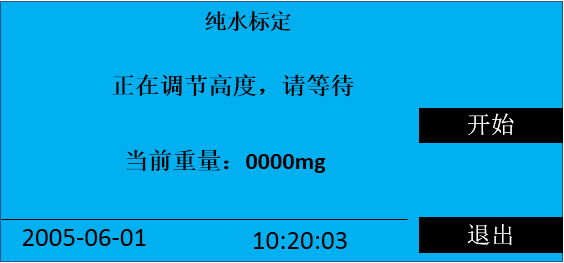 纯水标定
正在调节高度，请等待
开始
当前重量：0000mg
2005-06-01
10:20:03
退出